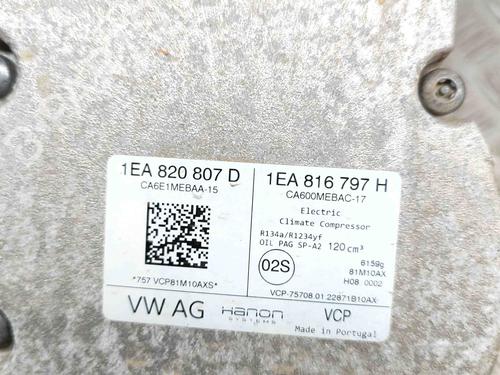 1EA 820 807 D
CA6E1MEBAA-15
*757 VCP81M10AXS*
1EA 816 797 H
CA600MEBAC-17
Electric
Climate Compressor
R134a/R1234yf
OIL PAG SP-A2 120 cm³
02S
6159g
81M10AX
H08 0002
VCP-75708.01.22871B10AX
VW AG
Hanon
SYSTEMS
VCP
Made in Portugal